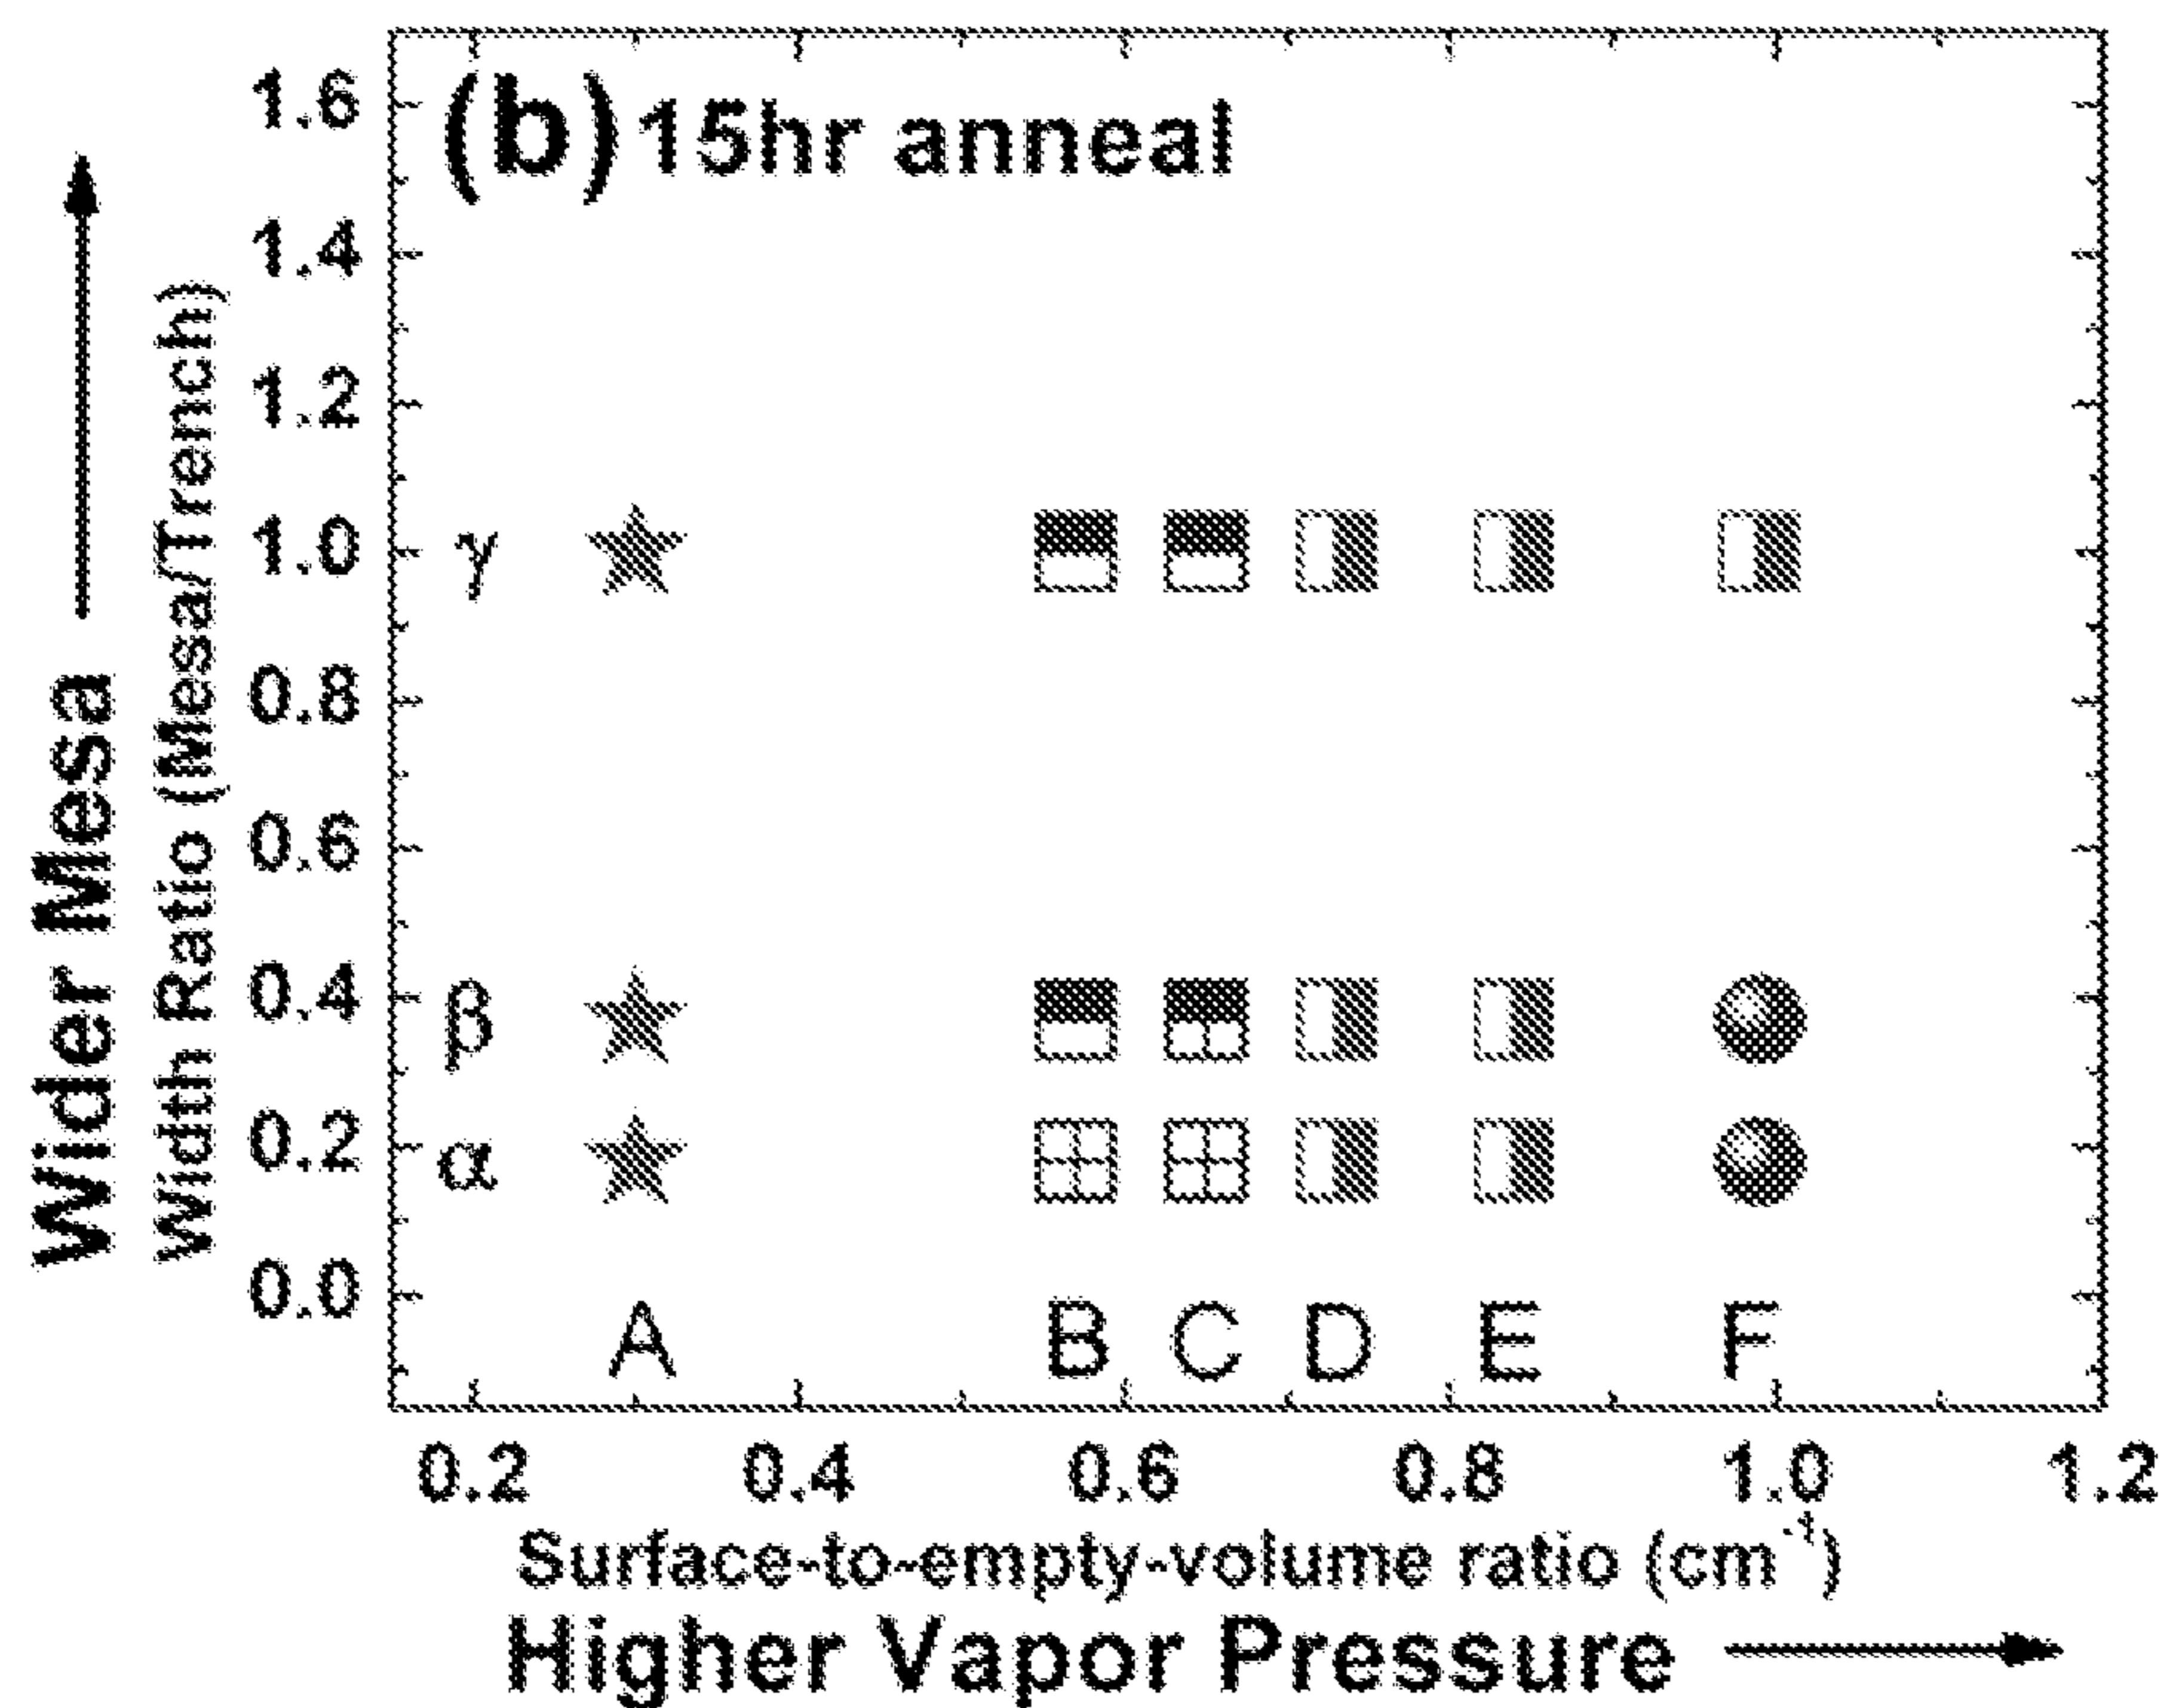 (b) 15hr anneal
Wider Mesa
Width Ratio (Mesa/Trench)
1.6
1.4
1.2
1.0
0.8
0.6
0.4
0.2
0.0
γ
β
α
A B C D E F
0.2 0.4 0.6 0.8 1.0 1.2
Surface-to-empty-volume ratio (cm⁻¹)
Higher Vapor Pressure